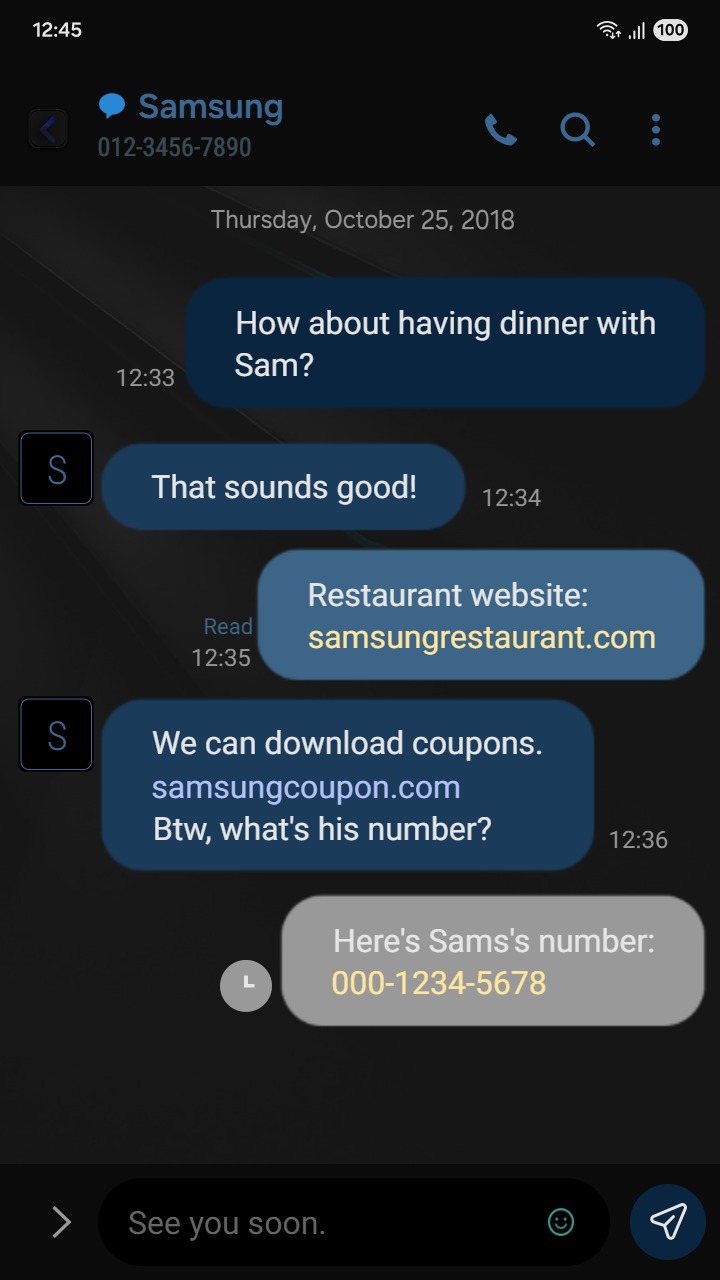 12:45
100
Samsung
012-3456-7890
Thursday, October 25, 2018
How about having dinner with
Sam?
12:33
S
That sounds good!
12:34
Restaurant website:
samsungrestaurant.com
Read
12:35
S
We can download coupons.
samsungcoupon.com
Btw, what's his number?
12:36
Here's Sams's number:
000-1234-5678
See you soon.